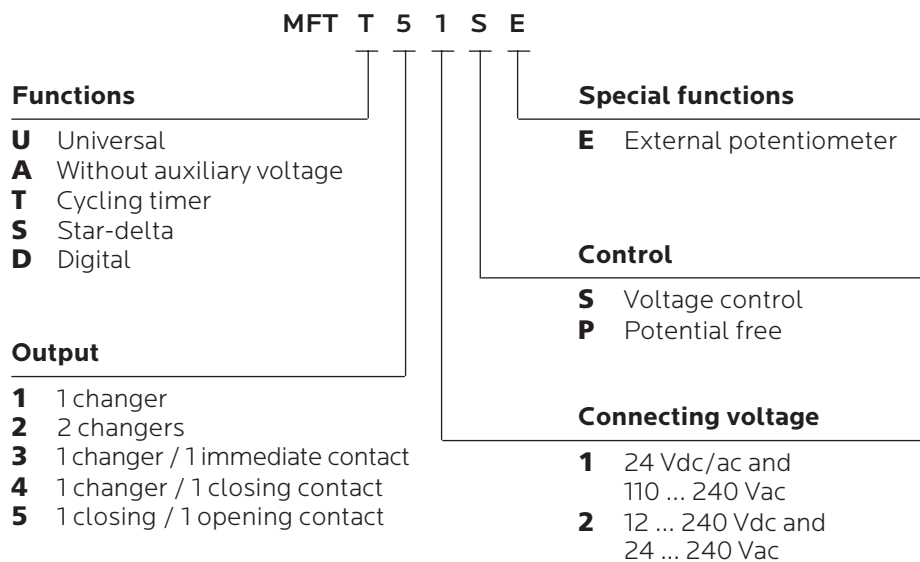 MFT T 5 1 S E
Functions
U Universal
A Without auxiliary voltage
T Cycling timer
S Star-delta
D Digital
Output
1 1 changer
2 2 changers
3 1 changer / 1 immediate contact
4 1 changer / 1 closing contact
5 1 closing / 1 opening contact
Special functions
E External potentiometer
Control
S Voltage control
P Potential free
Connecting voltage
1 24 Vdc/ac and
110 ... 240 Vac
2 12 ... 240 Vdc and
24 ... 240 Vac